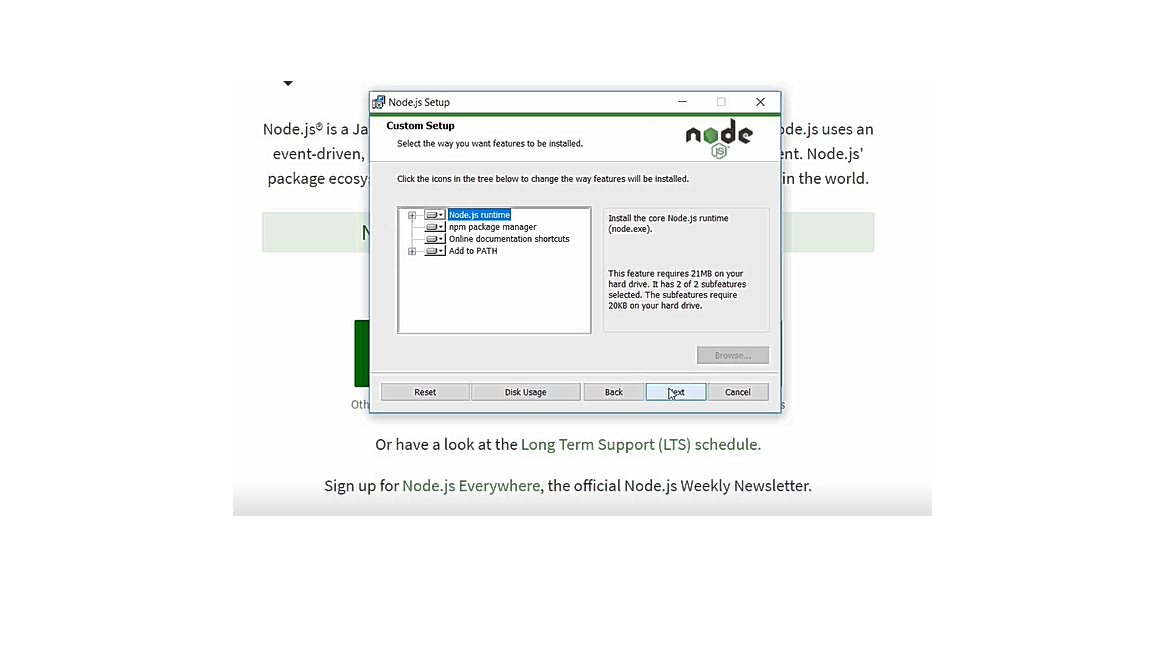 Node.js Setup
Custom Setup
Select the way you want features to be installed.
node
JS
Click the icons in the tree below to change the way features will be installed.
Node.js runtime
npm package manager
Online documentation shortcuts
Add to PATH
Install the core Node.js runtime
(node.exe).
This feature requires 21MB on your
hard drive. It has 2 of 2 subfeatures
selected. The subfeatures require
20KB on your hard drive.
Browse...
Reset Disk Usage Back Next Cancel
Node.js® is a Ja
ode.js uses an
event-driven,
nt. Node.js'
package ecosy
in the world.
Or have a look at the Long Term Support (LTS) schedule.
Sign up for Node.js Everywhere, the official Node.js Weekly Newsletter.